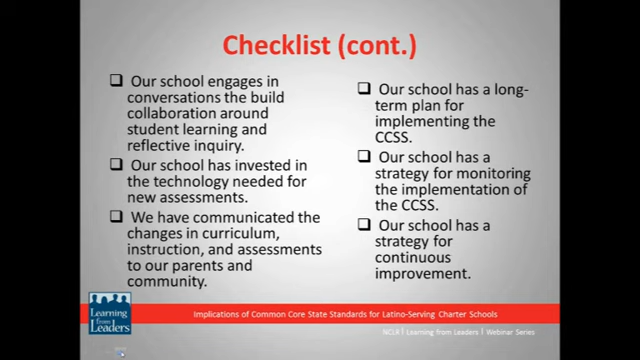 Checklist (cont.)
Our school engages in
conversations the build
collaboration around
student learning and
reflective inquiry.
Our school has invested in
the technology needed for
new assessments.
We have communicated the
changes in curriculum,
instruction, and assessments
to our parents and
community.
Our school has a long-
term plan for
implementing the
CCSS.
Our school has a
strategy for monitoring
the implementation of
the CCSS.
Our school has a
strategy for
continuous
improvement.
Implications of Common Core State Standards for Latino-Serving Charter Schools
Learning
from
Leaders
NCLR | Learning from Leaders | Webinar Series